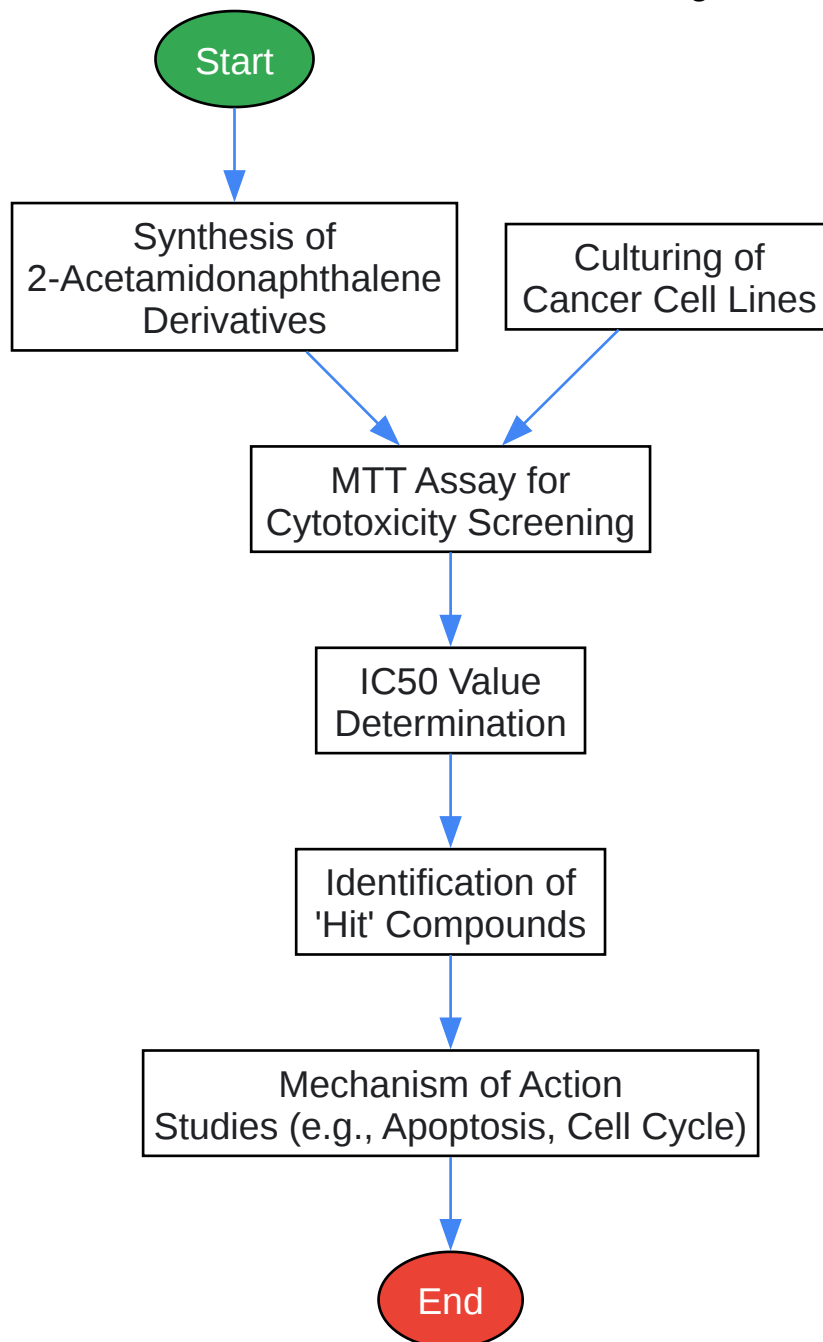 Start
Synthesis of
2-Acetamidonaphthalene
Derivatives
Culturing of
Cancer Cell Lines
MTT Assay for
Cytotoxicity Screening
IC50 Value
Determination
Identification of
'Hit' Compounds
Mechanism of Action
Studies (e.g., Apoptosis, Cell Cycle)
End